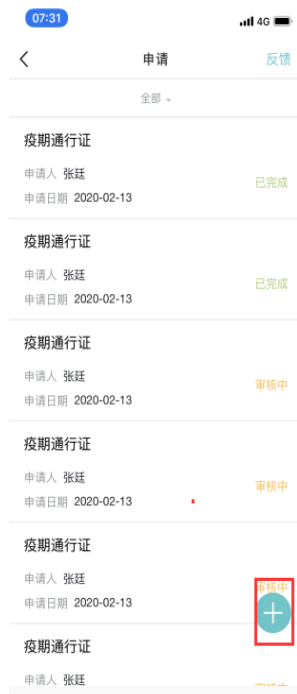 07:31
4G
申请
反馈
全部
疫期通行证
申请人 张廷
已完成
申请日期 2020-02-13
疫期通行证
申请人 张廷
已完成
申请日期 2020-02-13
疫期通行证
申请人 张廷
审核中
申请日期 2020-02-13
疫期通行证
申请人 张廷
审核中
申请日期 2020-02-13
疫期通行证
申请人 张廷
审核中
申请日期 2020-02-13
疫期通行证
申请人 张廷